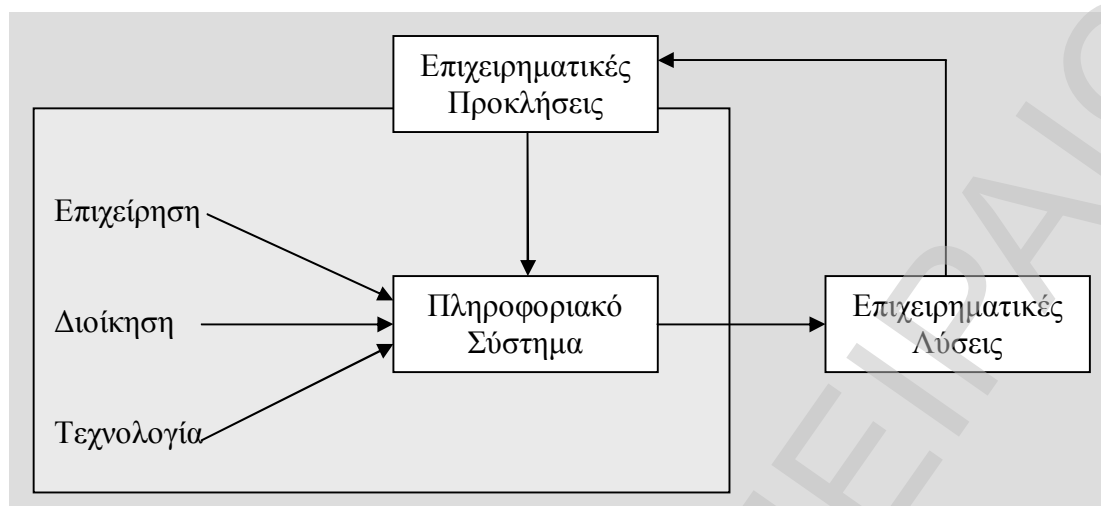 Επιχειρηματικές
Προκλήσεις
Επιχείρηση
Διοίκηση
Τεχνολογία
Πληροφοριακό
Σύστημα
Επιχειρηματικές
Λύσεις